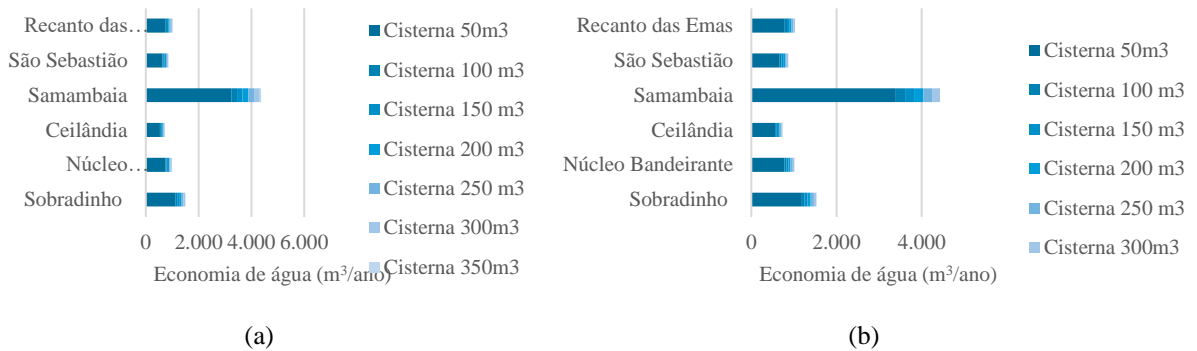 Recanto das...
São Sebastião
Samambaia
Ceilândia
Núcleo...
Sobradinho
0 2.000 4.000 6.000
Economia de água (m³/ano)
Cisterna 50m3
Cisterna 100 m3
Cisterna 150 m3
Cisterna 200 m3
Cisterna 250 m3
Cisterna 300m3
Cisterna 350m3
(a)
Recanto das Emas
São Sebastião
Samambaia
Ceilândia
Núcleo Bandeirante
Sobradinho
0 2.000 4.000
Economia de água (m³/ano)
Cisterna 50m3
Cisterna 100 m3
Cisterna 150 m3
Cisterna 200 m3
Cisterna 250 m3
Cisterna 300m3
(b)